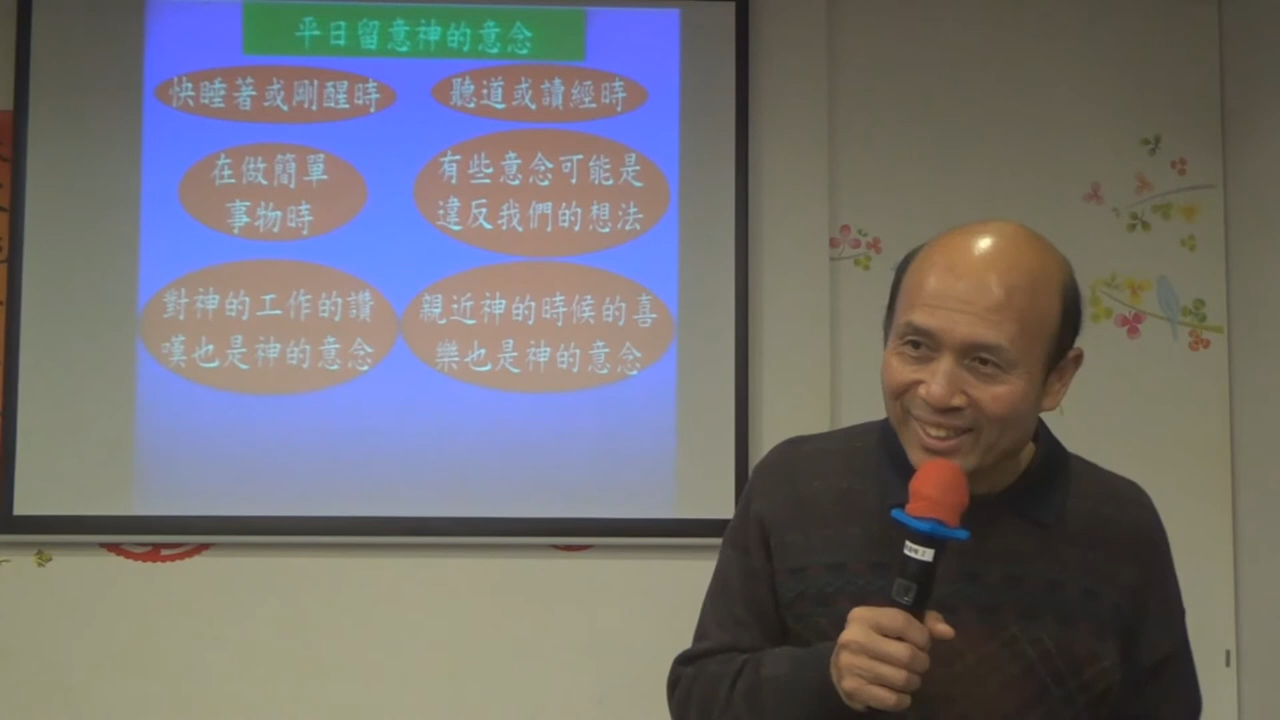 平日留意神的意念
快睡著或剛醒時
聽道或讀經時
在做簡單
事物時
有些意念可能是
違反我們的想法
對神的工作的讚
嘆也是神的意念
親近神的時候的喜
樂也是神的意念